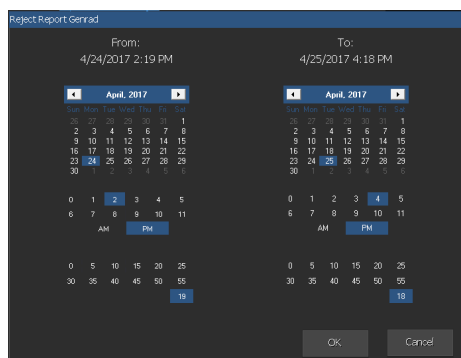 Reject Report Genrad
From: To:
4/24/2017 2:19 PM 4/25/2017 4:18 PM
April, 2017 April, 2017
Sun Mon Tue Wed Thu Fri Sat Sun Mon Tue Wed Thu Fri Sat
26 27 28 29 30 31 1 26 27 28 29 30 31 1
2 3 4 5 6 7 8 2 3 4 5 6 7 8
9 10 11 12 13 14 15 9 10 11 12 13 14 15
16 17 18 19 20 21 22 16 17 18 19 20 21 22
23 24 25 26 27 28 29 23 24 25 26 27 28 29
30 1 2 3 4 5 6 30 1 2 3 4 5 6
0 1 2 3 4 5 0 1 2 3 4 5
6 7 8 9 10 11 6 7 8 9 10 11
AM PM AM PM
0 5 10 15 20 25 0 5 10 15 20 25
30 35 40 45 50 55 30 35 40 45 50 55
19 18
OK Cancel